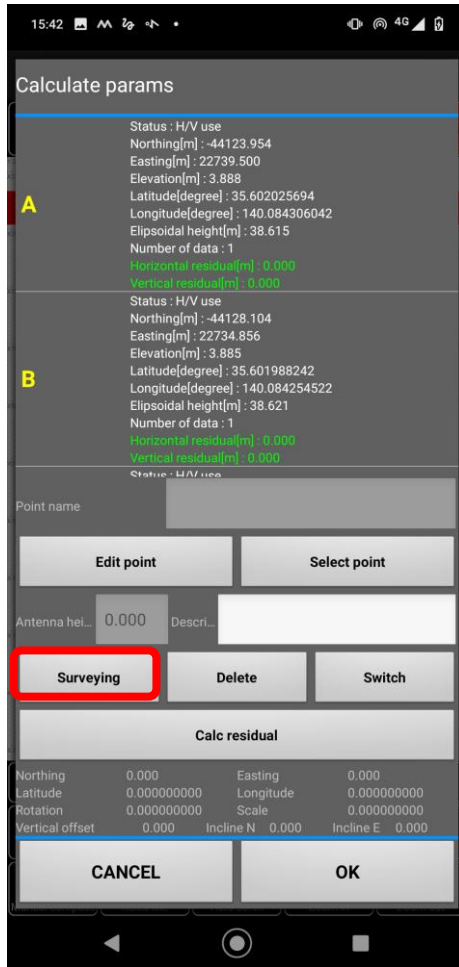 15:42
4G
Calculate params
A
Status : H/V use
Northing[m] : -44123.954
Easting[m] : 22739.500
Elevation[m] : 3.888
Latitude[degree] : 35.602025694
Longitude[degree] : 140.084306042
Elipsoidal height[m] : 38.615
Number of data : 1
Horizontal residual[m] : 0.000
Vertical residual[m] : 0.000
B
Status : H/V use
Northing[m] : -44128.104
Easting[m] : 22734.856
Elevation[m] : 3.885
Latitude[degree] : 35.601988242
Longitude[degree] : 140.084254522
Elipsoidal height[m] : 38.621
Number of data : 1
Horizontal residual[m] : 0.000
Vertical residual[m] : 0.000
Status : H/V use
Point name
Edit point Select point
Antenna hei... 0.000 Descri...
Surveying Delete Switch
Calc residual
Northing 0.000 Easting 0.000
Latitude 0.000000000 Longitude 0.000000000
Rotation 0.000000000 Scale 0.000000000
Vertical offset 0.000 Incline N 0.000 Incline E 0.000
CANCEL OK